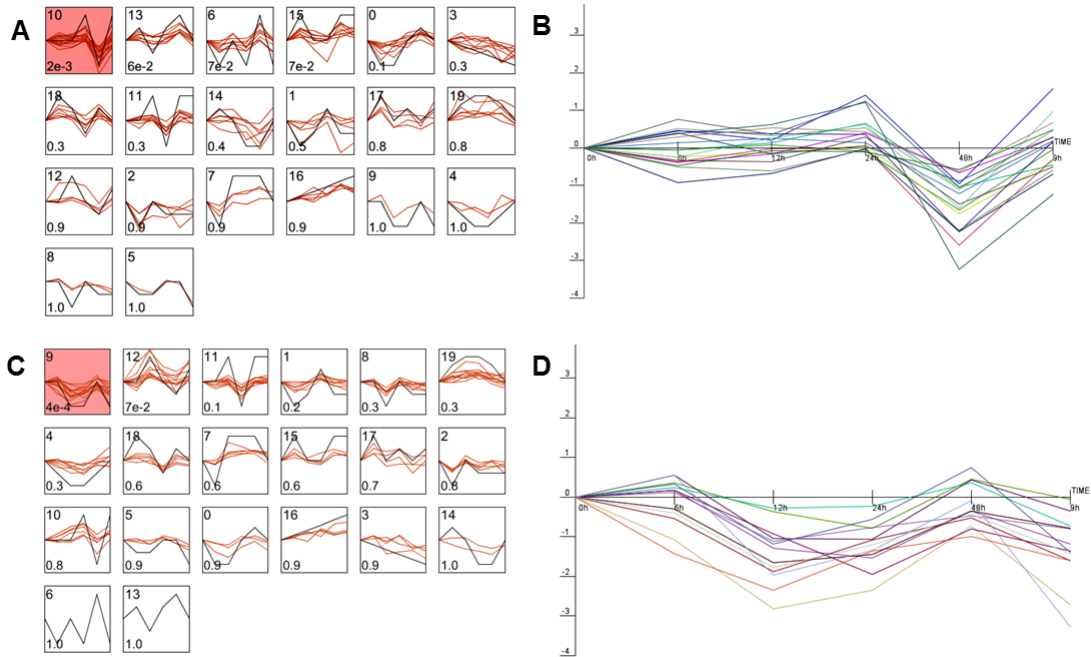 A
10 13 6 15 0 3
2e-3 6e-2 7e-2 7e-2 0.1 0.3
18 11 14 1 17 19
0.3 0.3 0.4 0.5 0.8 0.8
12 2 7 16 9 4
0.9 0.9 0.9 0.9 1.0 1.0
8 5
1.0 1.0
B
3
2
1
0
-1
-2
-3
-4
0h 6h 12h 24h 48h 9h
TIME
C
9 12 11 1 8 19
4e-4 7e-2 0.1 0.2 0.3 0.3
4 18 7 15 17 2
0.3 0.6 0.6 0.6 0.7 0.8
10 5 0 16 3 14
0.8 0.9 0.9 0.9 0.9 1.0
6 13
1.0 1.0
D
3
2
1
0
-1
-2
-3
-4
0h 6h 12h 24h 48h 9h
TIME